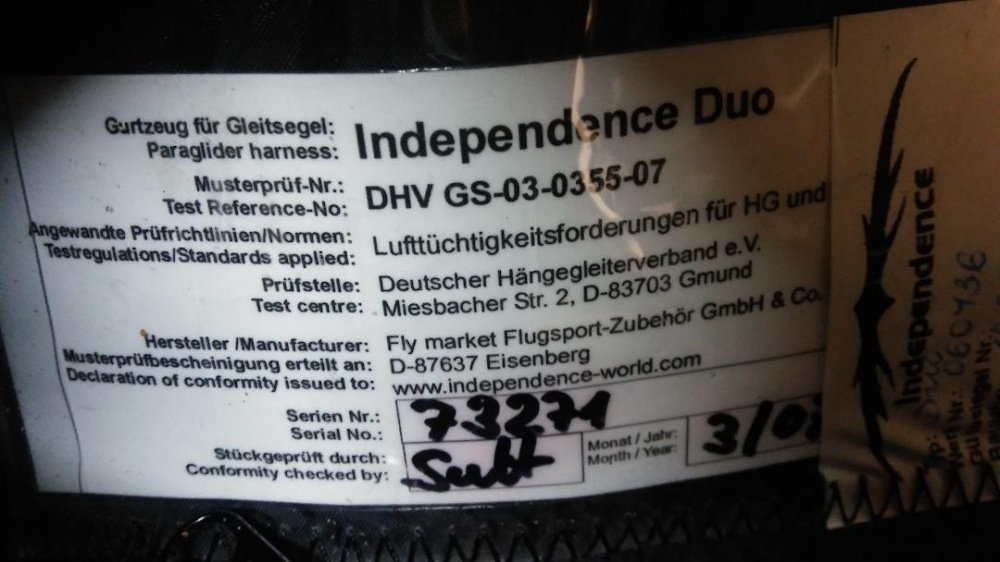 Gurtzeug für Gleitsegel:
Paraglider harness:
Independence Duo
Musterprüf-Nr.:
Test Reference-No:
DHV GS-03-0355-07
Angewandte Prüfrichtlinien/Normen:
Testregulations/Standards applied:
Lufttüchtigkeitsforderungen für HG und
Prüfstelle:
Test centre:
Deutscher Hängegleiterverband e.V.
Miesbacher Str. 2, D-83703 Gmund
Hersteller /Manufacturer:
Musterprüfbescheinigung erteilt an:
Declaration of conformity issued to:
Fly market Flugsport-Zubehör GmbH & Co.
D-87637 Eisenberg
www.independence-world.com
Serien Nr.:
Serial No.:
73271
Stückgeprüft durch:
Conformity checked by:
Monat / Jahr:
Month / Year:
3/0
Independence